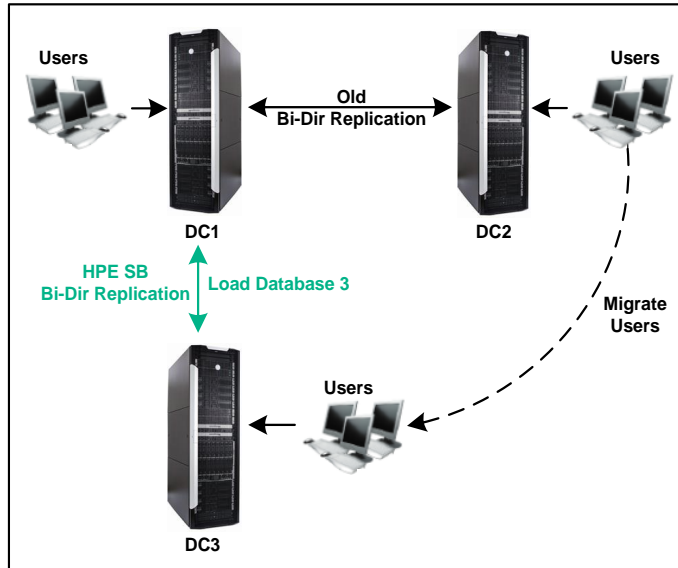 Users
Users
Old
Bi-Dir Replication
DC1
DC2
HPE SB
Bi-Dir Replication
Load Database 3
Migrate
Users
Users
DC3